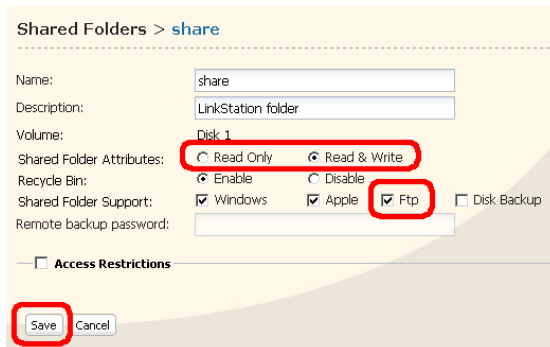 Shared Folders > share
Name: share
Description: LinkStation folder
Volume: Disk 1
Shared Folder Attributes: Read Only Read & Write
Recycle Bin: Enable Disable
Shared Folder Support: Windows Apple Ftp Disk Backup
Remote backup password:
Access Restrictions
Save Cancel